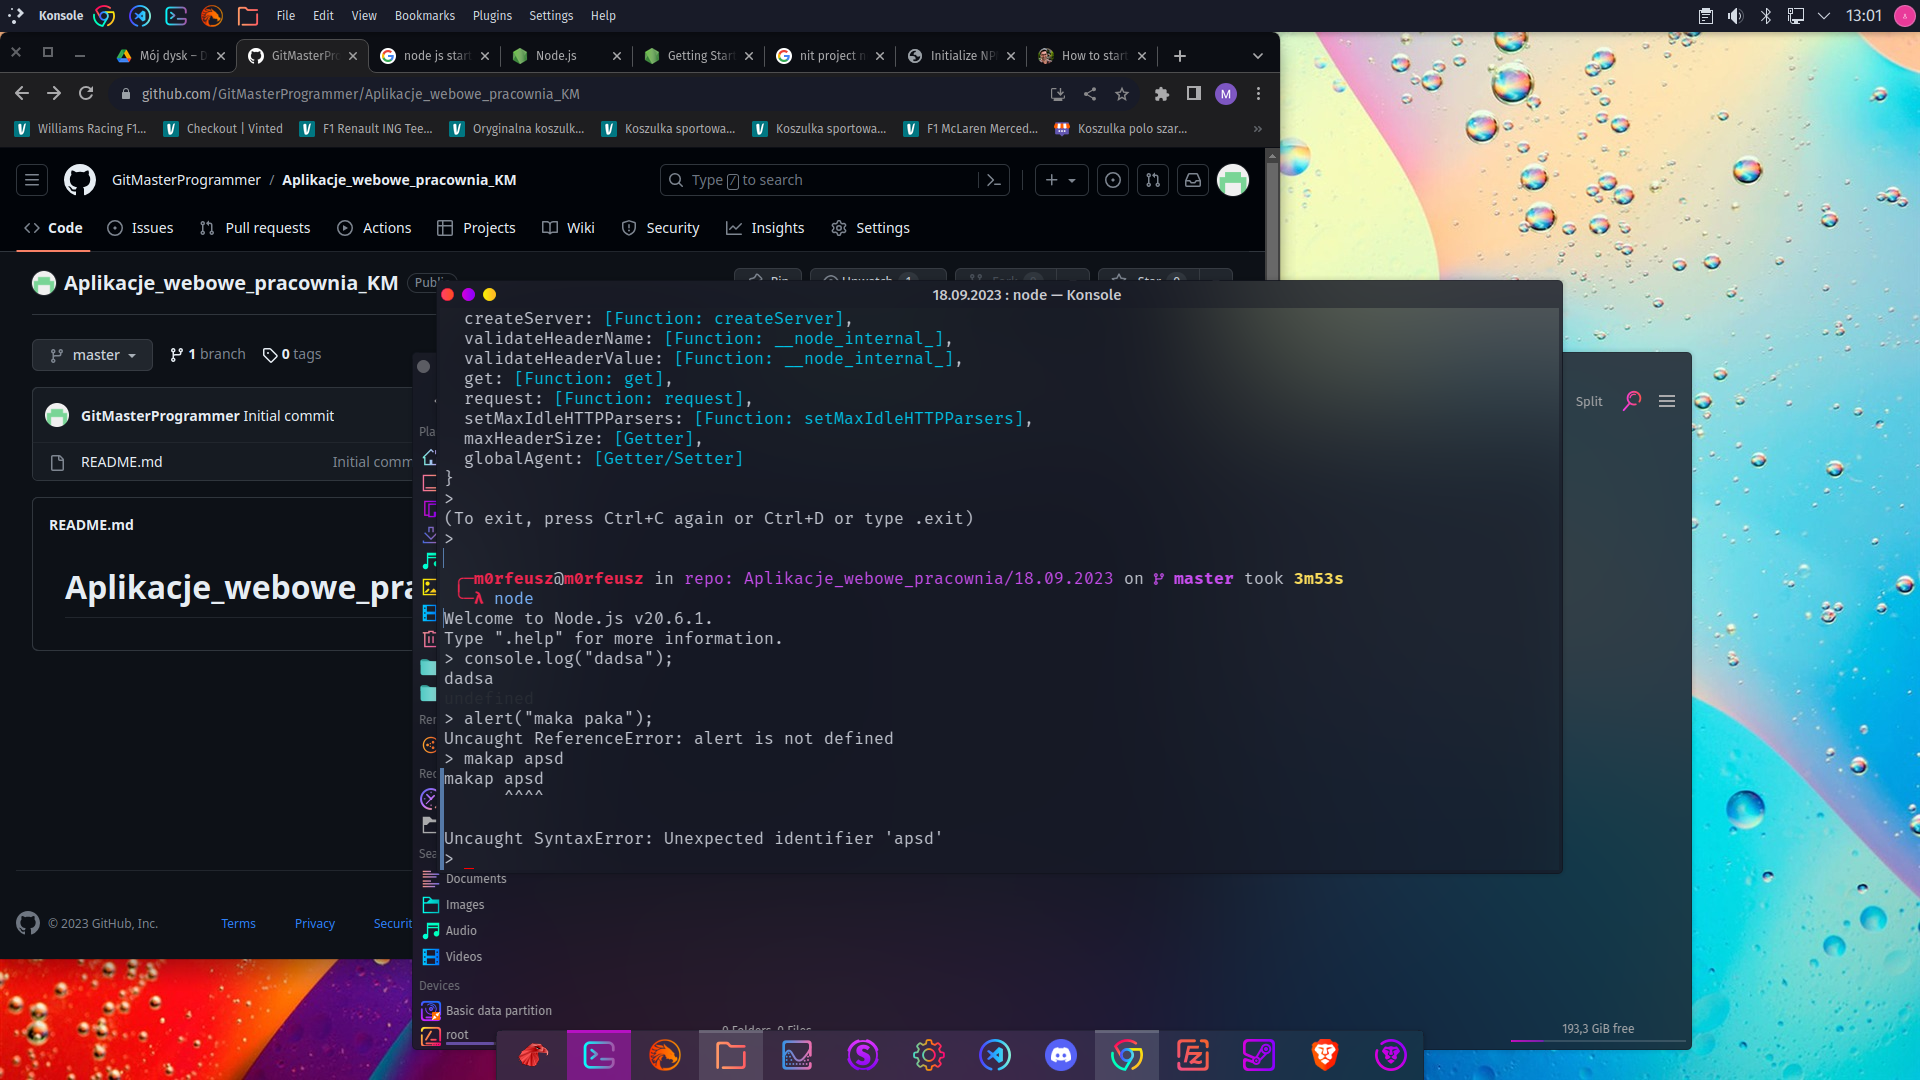 Konsole
File Edit View Bookmarks Plugins Settings Help
13:01
Mój dysk – D
GitMasterPro
node js start
Node.js
Getting Star
nit project n
Initialize NP
How to start
github.com/GitMasterProgrammer/Aplikacje_webowe_pracownia_KM
M
Williams Racing F1...
Checkout | Vinted
F1 Renault ING Tee...
Oryginalna koszulk...
Koszulka sportowa...
Koszulka sportowa...
F1 McLaren Merced...
Koszulka polo szar...
GitMasterProgrammer / Aplikacje_webowe_pracownia_KM
Type / to search
Code Issues Pull requests Actions Projects Wiki Security Insights Settings
Aplikacje_webowe_pracownia_KM
Publ
Pin
Unwatch 1
Fork 0
Star 0
master
1 branch
0 tags
GitMasterProgrammer Initial commit
README.md
Initial comm
README.md
Aplikacje_webowe_pra
© 2023 GitHub, Inc.
Terms
Privacy
Securit
18.09.2023 : node — Konsole
createServer: [Function: createServer],
validateHeaderName: [Function: __node_internal_],
validateHeaderValue: [Function: __node_internal_],
get: [Function: get],
request: [Function: request],
setMaxIdleHTTPParsers: [Function: setMaxIdleHTTPParsers],
maxHeaderSize: [Getter],
globalAgent: [Getter/Setter]
}
>
(To exit, press Ctrl+C again or Ctrl+D or type .exit)
>
m0rfeusz@m0rfeusz in repo: Aplikacje_webowe_pracownia/18.09.2023 on master took 3m53s
λ node
Welcome to Node.js v20.6.1.
Type ".help" for more information.
> console.log("dadsa");
dadsa
undefined
> alert("maka paka");
Uncaught ReferenceError: alert is not defined
> makap apsd
makap apsd
^^^^
Uncaught SyntaxError: Unexpected identifier 'apsd'
> _
Split
Pla
Rer
Rec
Sea
Documents
Images
Audio
Videos
Devices
Basic data partition
root
0 Folders, 0 Files
193,3 GiB free